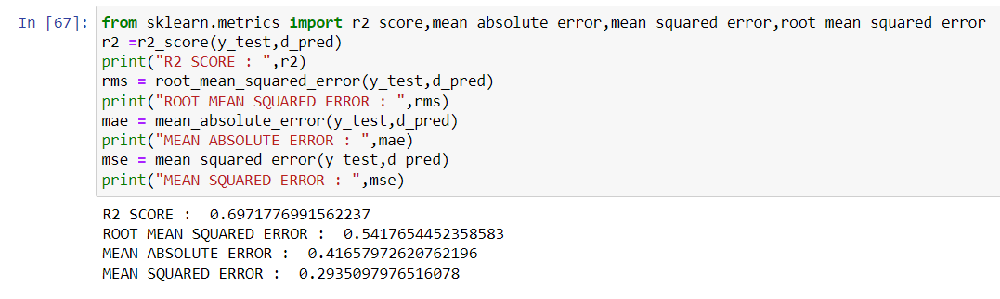 In [67]: from sklearn.metrics import r2_score,mean_absolute_error,mean_squared_error,root_mean_squared_error
r2 =r2_score(y_test,d_pred)
print("R2 SCORE : ",r2)
rms = root_mean_squared_error(y_test,d_pred)
print("ROOT MEAN SQUARED ERROR : ",rms)
mae = mean_absolute_error(y_test,d_pred)
print("MEAN ABSOLUTE ERROR : ",mae)
mse = mean_squared_error(y_test,d_pred)
print("MEAN SQUARED ERROR : ",mse)
R2 SCORE :  0.6971776991562237
ROOT MEAN SQUARED ERROR :  0.5417654452358583
MEAN ABSOLUTE ERROR :  0.41657972620762196
MEAN SQUARED ERROR :  0.2935097976516078